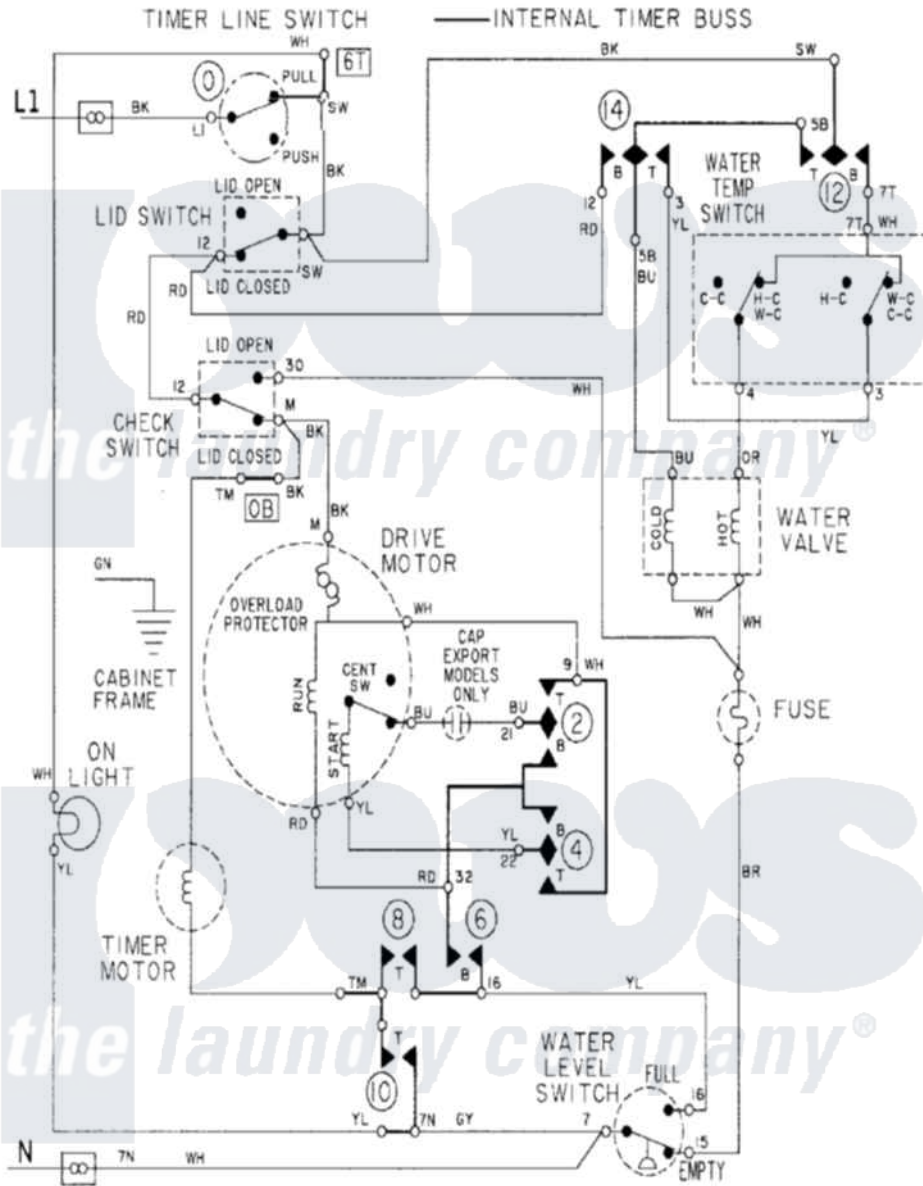 TIMER LINE SWITCH
INTERNAL TIMER BUSS
WH
6T
BK
SW
0
PULL
L1
BK
LI
SW
14
5B
PUSH
BK
B
T
T
B
WATER
TEMP
SWITCH
12
LID OPEN
LID SWITCH
12
SW
12
RD
3
YL
7T
7T
WH
5B
BU
RD
LID CLOSED
C-C
H-C
W-C
H-C
W-C
C-C
RD
LID OPEN
30
12
WH
4
3
M
BK
YL
CHECK
SWITCH
LID CLOSED
BU
OR
TM
BK
0B
BK
M
DRIVE
MOTOR
COLD
HOT
WATER
VALVE
GN
OVERLOAD
PROTECTOR
WH
WH
WH
CAP
EXPORT
MODELS
ONLY
9
WH
CABINET
FRAME
CENT
SW
RUN
T
FUSE
BU
BU
21
2
START
B
ON
LIGHT
WH
YL
RD
B
YL
22
4
YL
T
BR
RD
32
8
6
TIMER
MOTOR
T
B
TM
16
YL
T
WATER
LEVEL
SWITCH
FULL
16
10
YL
7N
GY
7
15
EMPTY
N
7N
WH
the laundry company®
the laundry company®